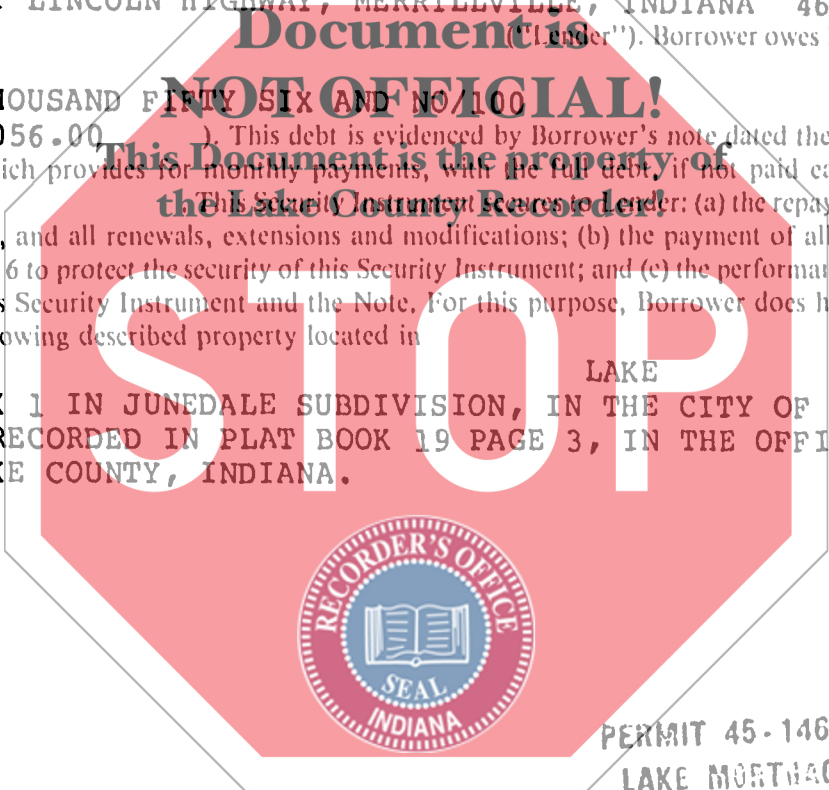 LINCOLN HIGHWAY, MERRILLVILLE, INDIANA 46
Document is
("Lender"). Borrower owes
NOT OFFICIAL!
HOUSAND FIFTY SIX AND NO/100
056.00 ). This debt is evidenced by Borrower's note dated the
This Document is the property of
ich provides for monthly payments, with the full debt, if not paid ea
the Lake County Recorder!
This Security Instrument secures to Lender: (a) the repay
, and all renewals, extensions and modifications; (b) the payment of all
6 to protect the security of this Security Instrument; and (c) the performan
s Security Instrument and the Note. For this purpose, Borrower does h
owing described property located in
STOP
LAKE
K 1 IN JUNEDALE SUBDIVISION, IN THE CITY OF
RECORDED IN PLAT BOOK 19 PAGE 3, IN THE OFFI
KE COUNTY, INDIANA.
RECORDER'S OFFICE
SEAL
INDIANA
PERMIT 45-146
LAKE MORTGAG